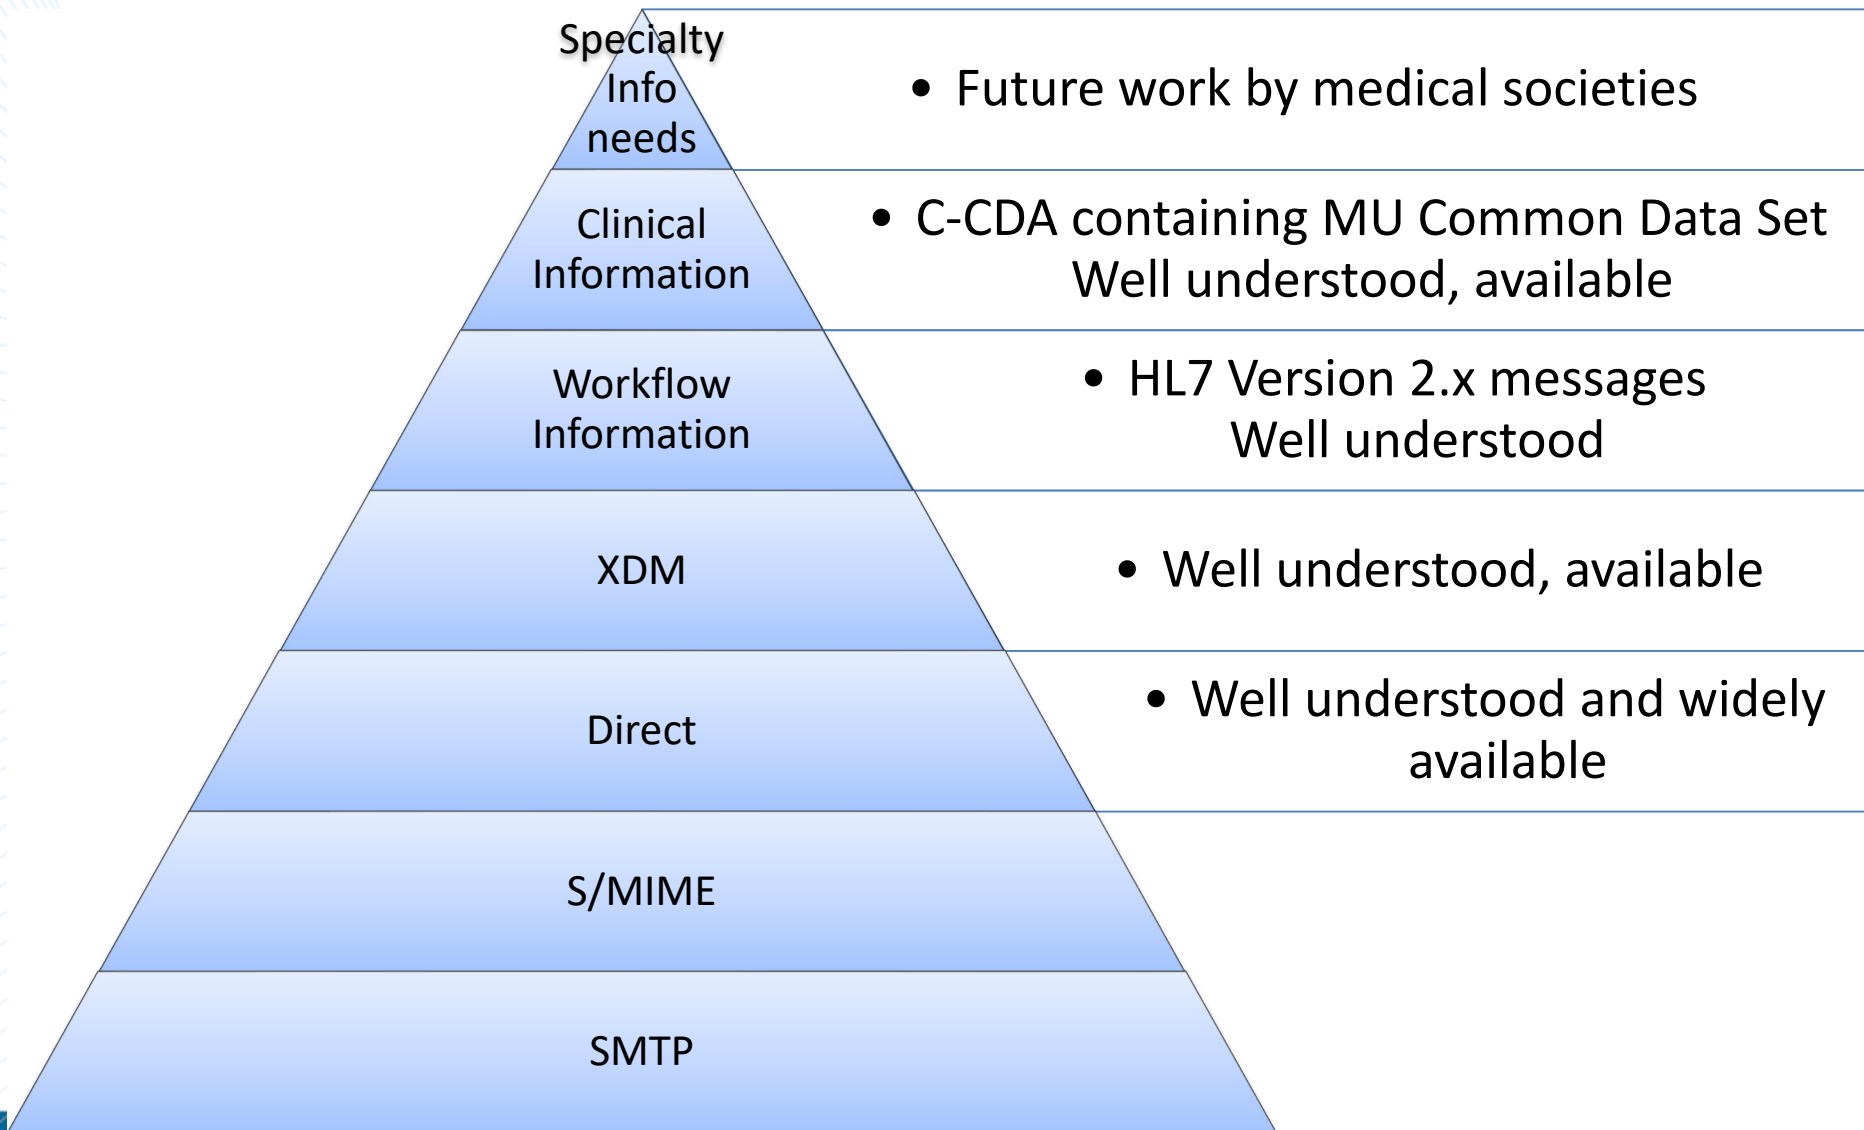 Specialty
Info
needs
• Future work by medical societies
Clinical
Information
• C-CDA containing MU Common Data Set
Well understood, available
Workflow
Information
• HL7 Version 2.x messages
Well understood
XDM
• Well understood, available
Direct
• Well understood and widely
available
S/MIME
SMTP